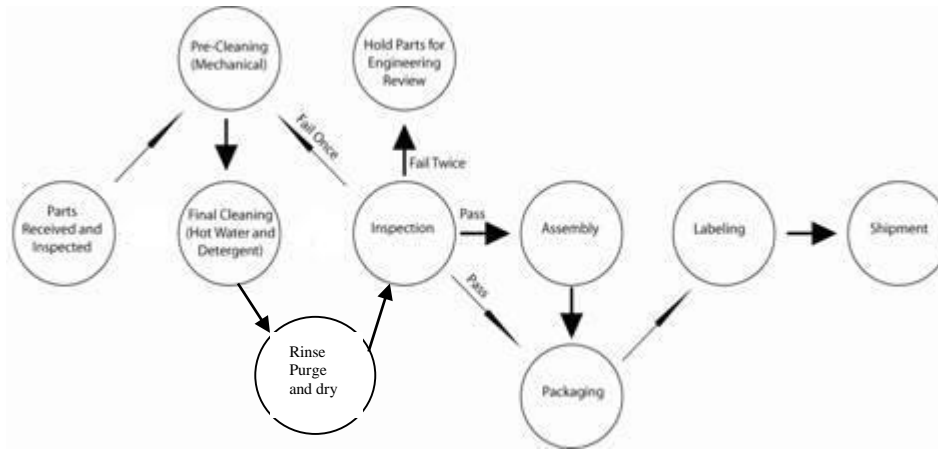 Pre-Cleaning
(Mechanical)
Hold Parts for
Engineering
Review
Fail Once
Fail Twice
Parts
Received and
Inspected
Final Cleaning
(Hot Water and
Detergent)
Inspection
Pass
Assembly
Labeling
Shipment
Pass
Rinse
Purge
and dry
Packaging